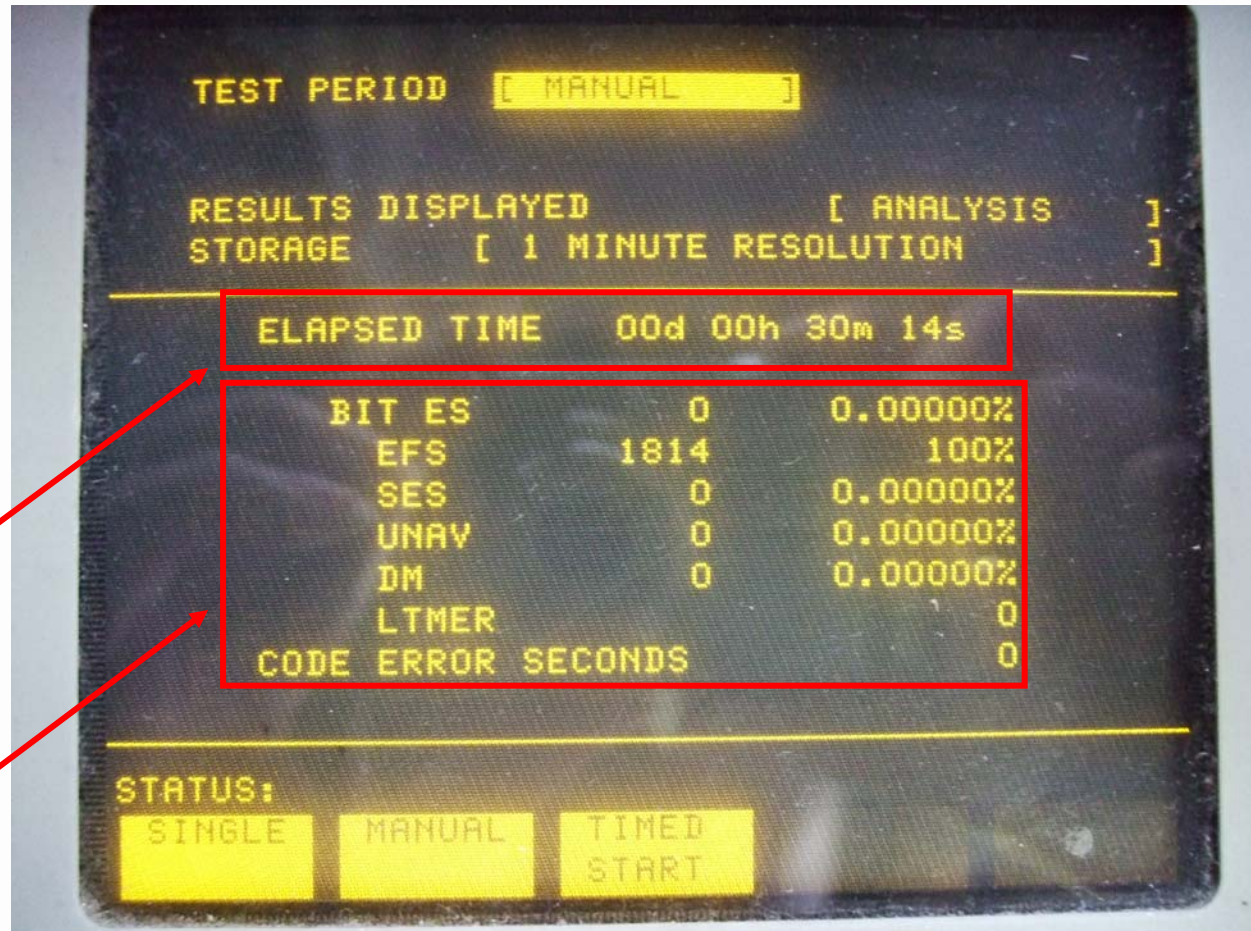 TEST PERIOD [ MANUAL ]
RESULTS DISPLAYED [ ANALYSIS ]
STORAGE [ 1 MINUTE RESOLUTION ]
ELAPSED TIME 00d 00h 30m 14s
BIT ES 0 0.00000%
EFS 1814 100%
SES 0 0.00000%
UNAV 0 0.00000%
DM 0 0.00000%
LTMER 0
CODE ERROR SECONDS 0
STATUS:
SINGLE MANUAL TIMED
START